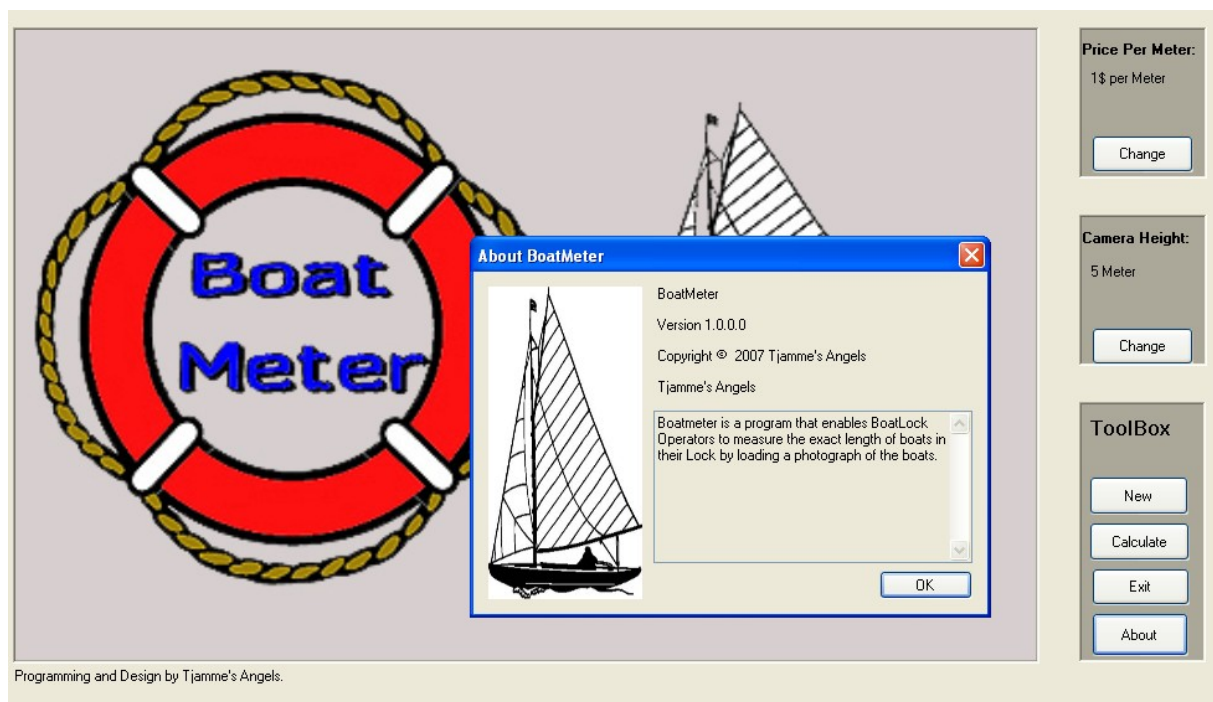 Boat
Meter
About BoatMeter
BoatMeter
Version 1.0.0.0
Copyright © 2007 Tjamme's Angels
Tjamme's Angels
Boatmeter is a program that enables BoatLock
Operators to measure the exact length of boats in
their Lock by loading a photograph of the boats.
OK
Price Per Meter:
1$ per Meter
Change
Camera Height:
5 Meter
Change
ToolBox
New
Calculate
Exit
About
Programming and Design by Tjamme's Angels.